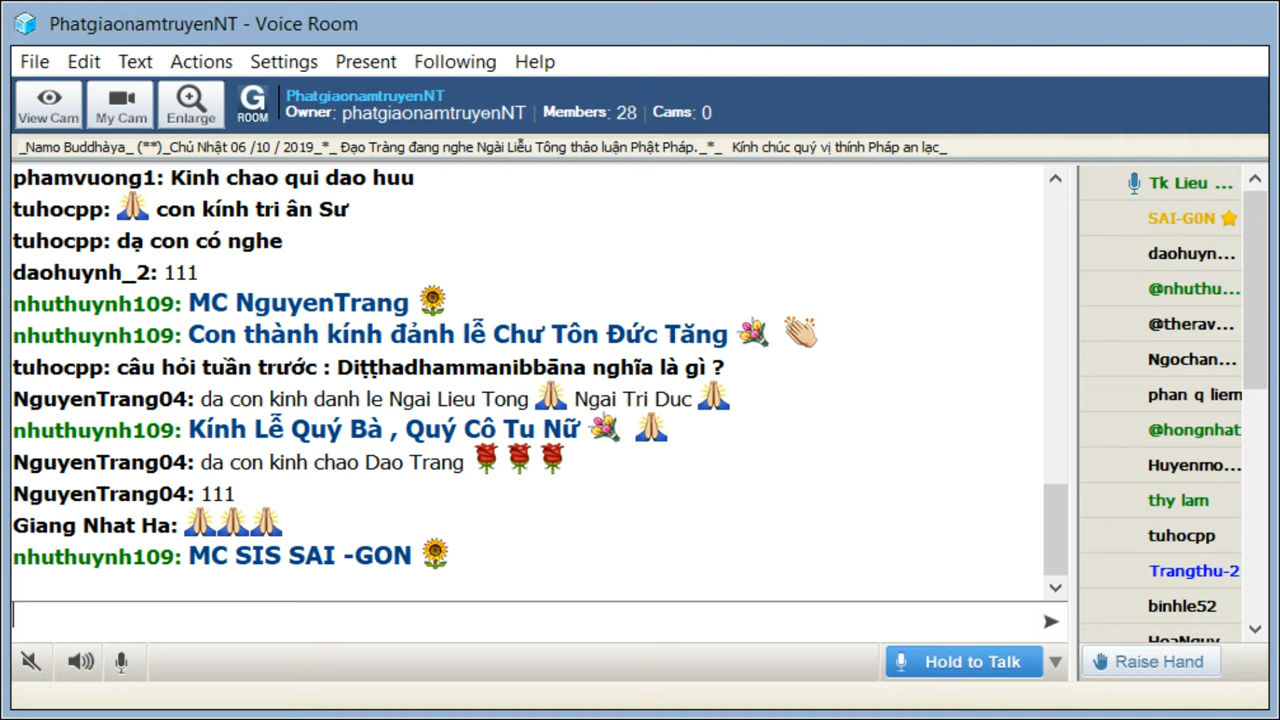 PhatgiaonamtruyenNT - Voice Room
File Edit Text Actions Settings Present Following Help
View Cam My Cam Enlarge G ROOM
PhatgiaonamtruyenNT
Owner: phatgiaonamtruyenNT | Members: 28 | Cams: 0
_Namo Buddhàya_ (**)_Chủ Nhật 06 /10 / 2019_*_ Đạo Tràng đang nghe Ngài Liễu Tông thảo luận Phật Pháp._*_ Kính chúc quý vị thính Pháp an lạc_
phamvuong1: Kinh chao qui dao huu
tuhocpp: 🙏 con kính tri ân Sư
tuhocpp: dạ con có nghe
daohuynh_2: 111
nhuthuynh109: MC NguyenTrang 🌻
nhuthuynh109: Con thành kính đảnh lễ Chư Tôn Đức Tăng 💐 👏
tuhocpp: câu hỏi tuần trước : Diṭṭhadhammanibbāna nghĩa là gì ?
NguyenTrang04: da con kinh danh le Ngai Lieu Tong 🙏 Ngai Tri Duc 🙏
nhuthuynh109: Kính Lễ Quý Bà , Quý Cô Tu Nữ 💐 🙏
NguyenTrang04: da con kinh chao Dao Trang 🌹 🌹 🌹
NguyenTrang04: 111
Giang Nhat Ha: 🙏🙏🙏
nhuthuynh109: MC SIS SAI -GON 🌻
Tk Lieu ...
SAI-G0N
daohuyn...
@nhuthu...
@therav...
Ngochan...
phan q liem
@hongnhat
Huyenmo...
thy lam
tuhocpp
Trangthu-2
binhle52
HoaNguy
Hold to Talk
Raise Hand